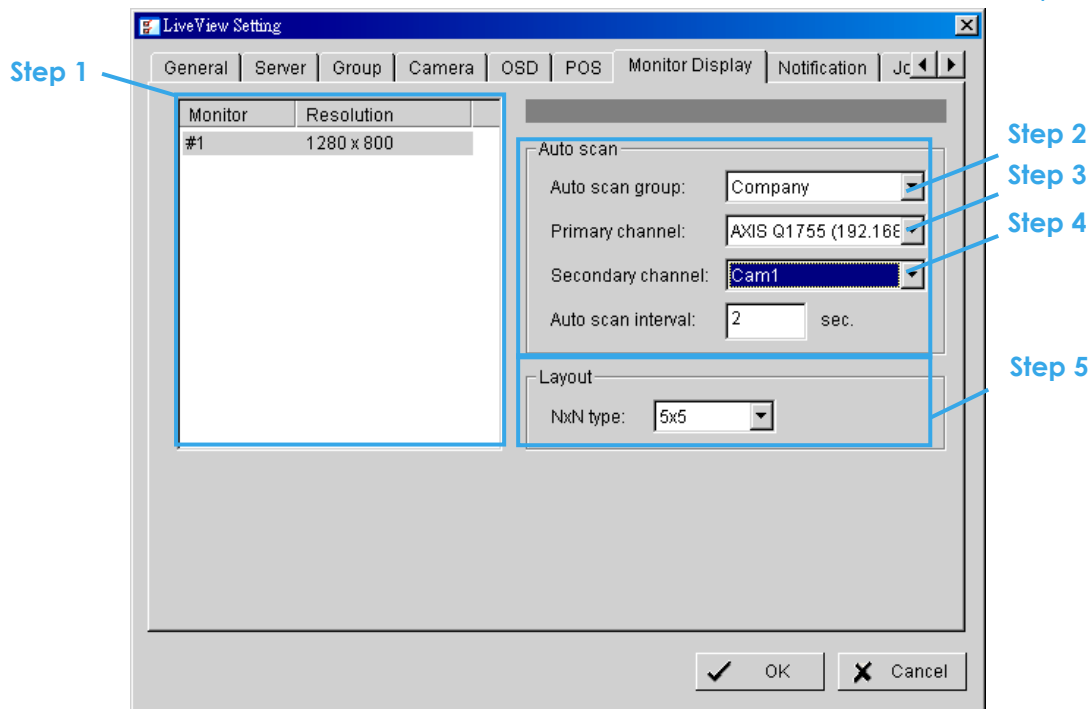 LiveView Setting
General Server Group Camera OSD POS Monitor Display Notification
Step 1
Monitor Resolution
#1 1280 x 800
Auto scan
Step 2
Auto scan group: Company
Step 3
Primary channel: AXIS Q1755 (192.168
Step 4
Secondary channel: Cam1
Auto scan interval: 2 sec.
Step 5
Layout
NxN type: 5x5
OK Cancel